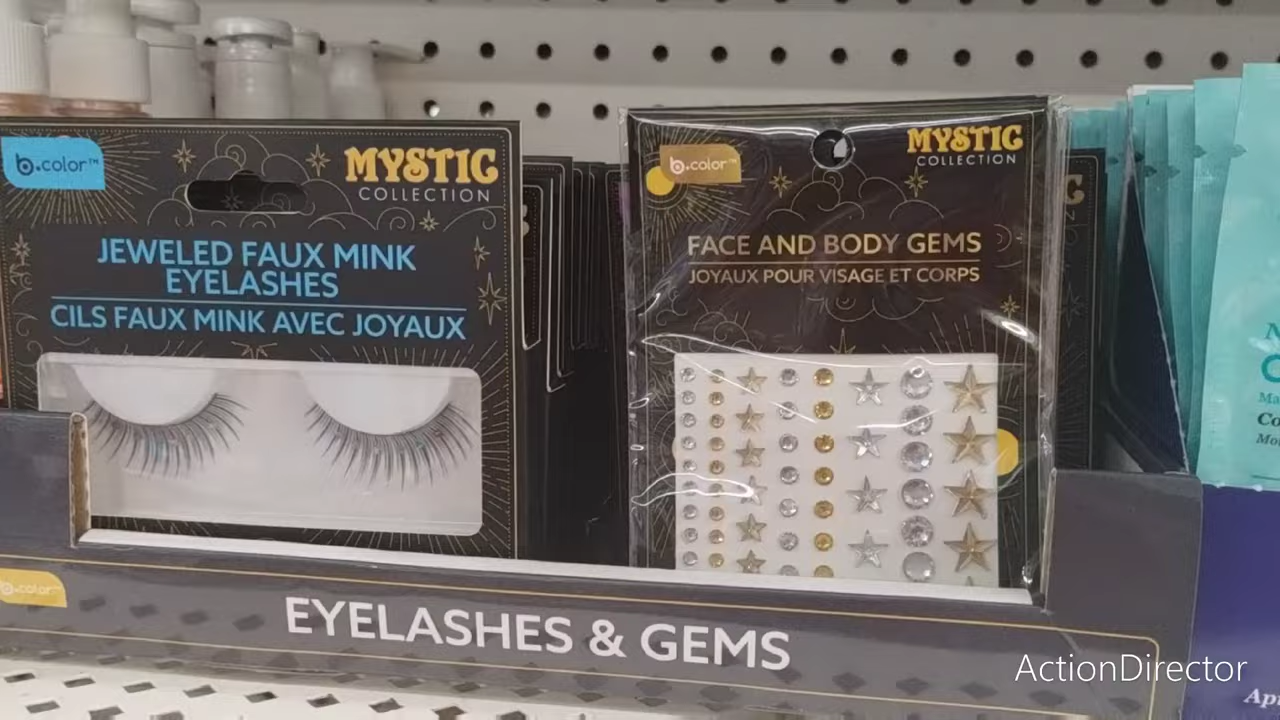 b.color™
MYSTIC
COLLECTION
JEWELED FAUX MINK
EYELASHES
CILS FAUX MINK AVEC JOYAUX
b.color™
MYSTIC
COLLECTION
FACE AND BODY GEMS
JOYAUX POUR VISAGE ET CORPS
b.color
EYELASHES & GEMS
ActionDirector